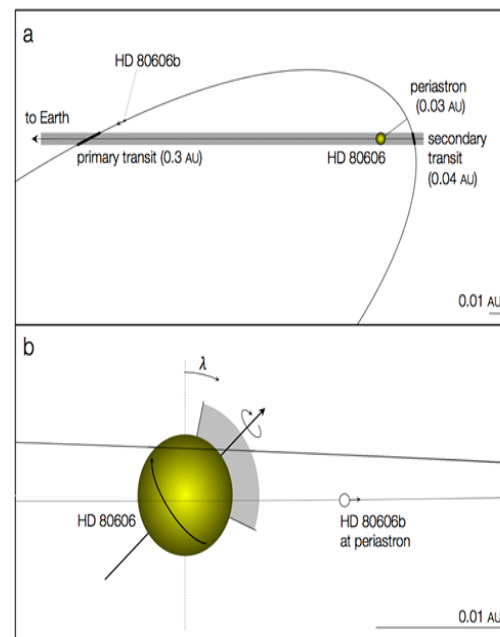 a
HD 80606b
periastron
(0.03 AU)
to Earth
primary transit (0.3 AU)
HD 80606
secondary
transit
(0.04 AU)
0.01 AU
b
λ
HD 80606
HD 80606b
at periastron
0.01 AU